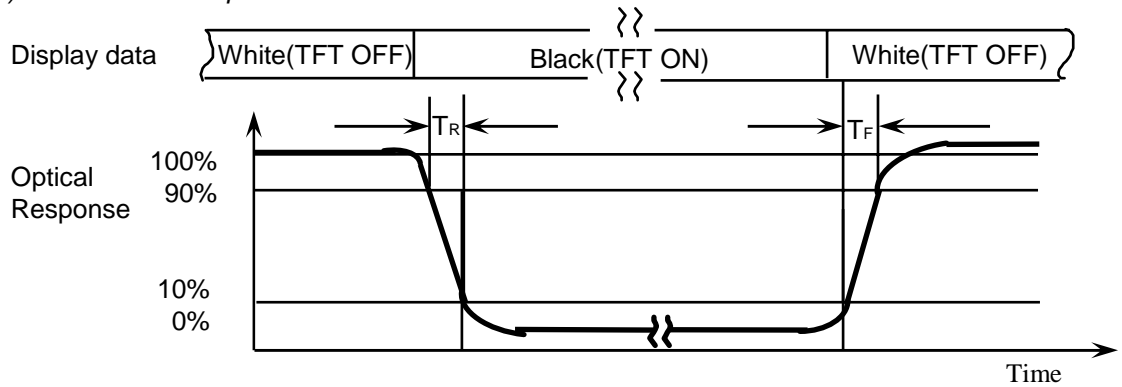 Display data
White(TFT OFF)
Black(TFT ON)
White(TFT OFF)
TR
TF
Optical
Response
100%
90%
10%
0%
Time